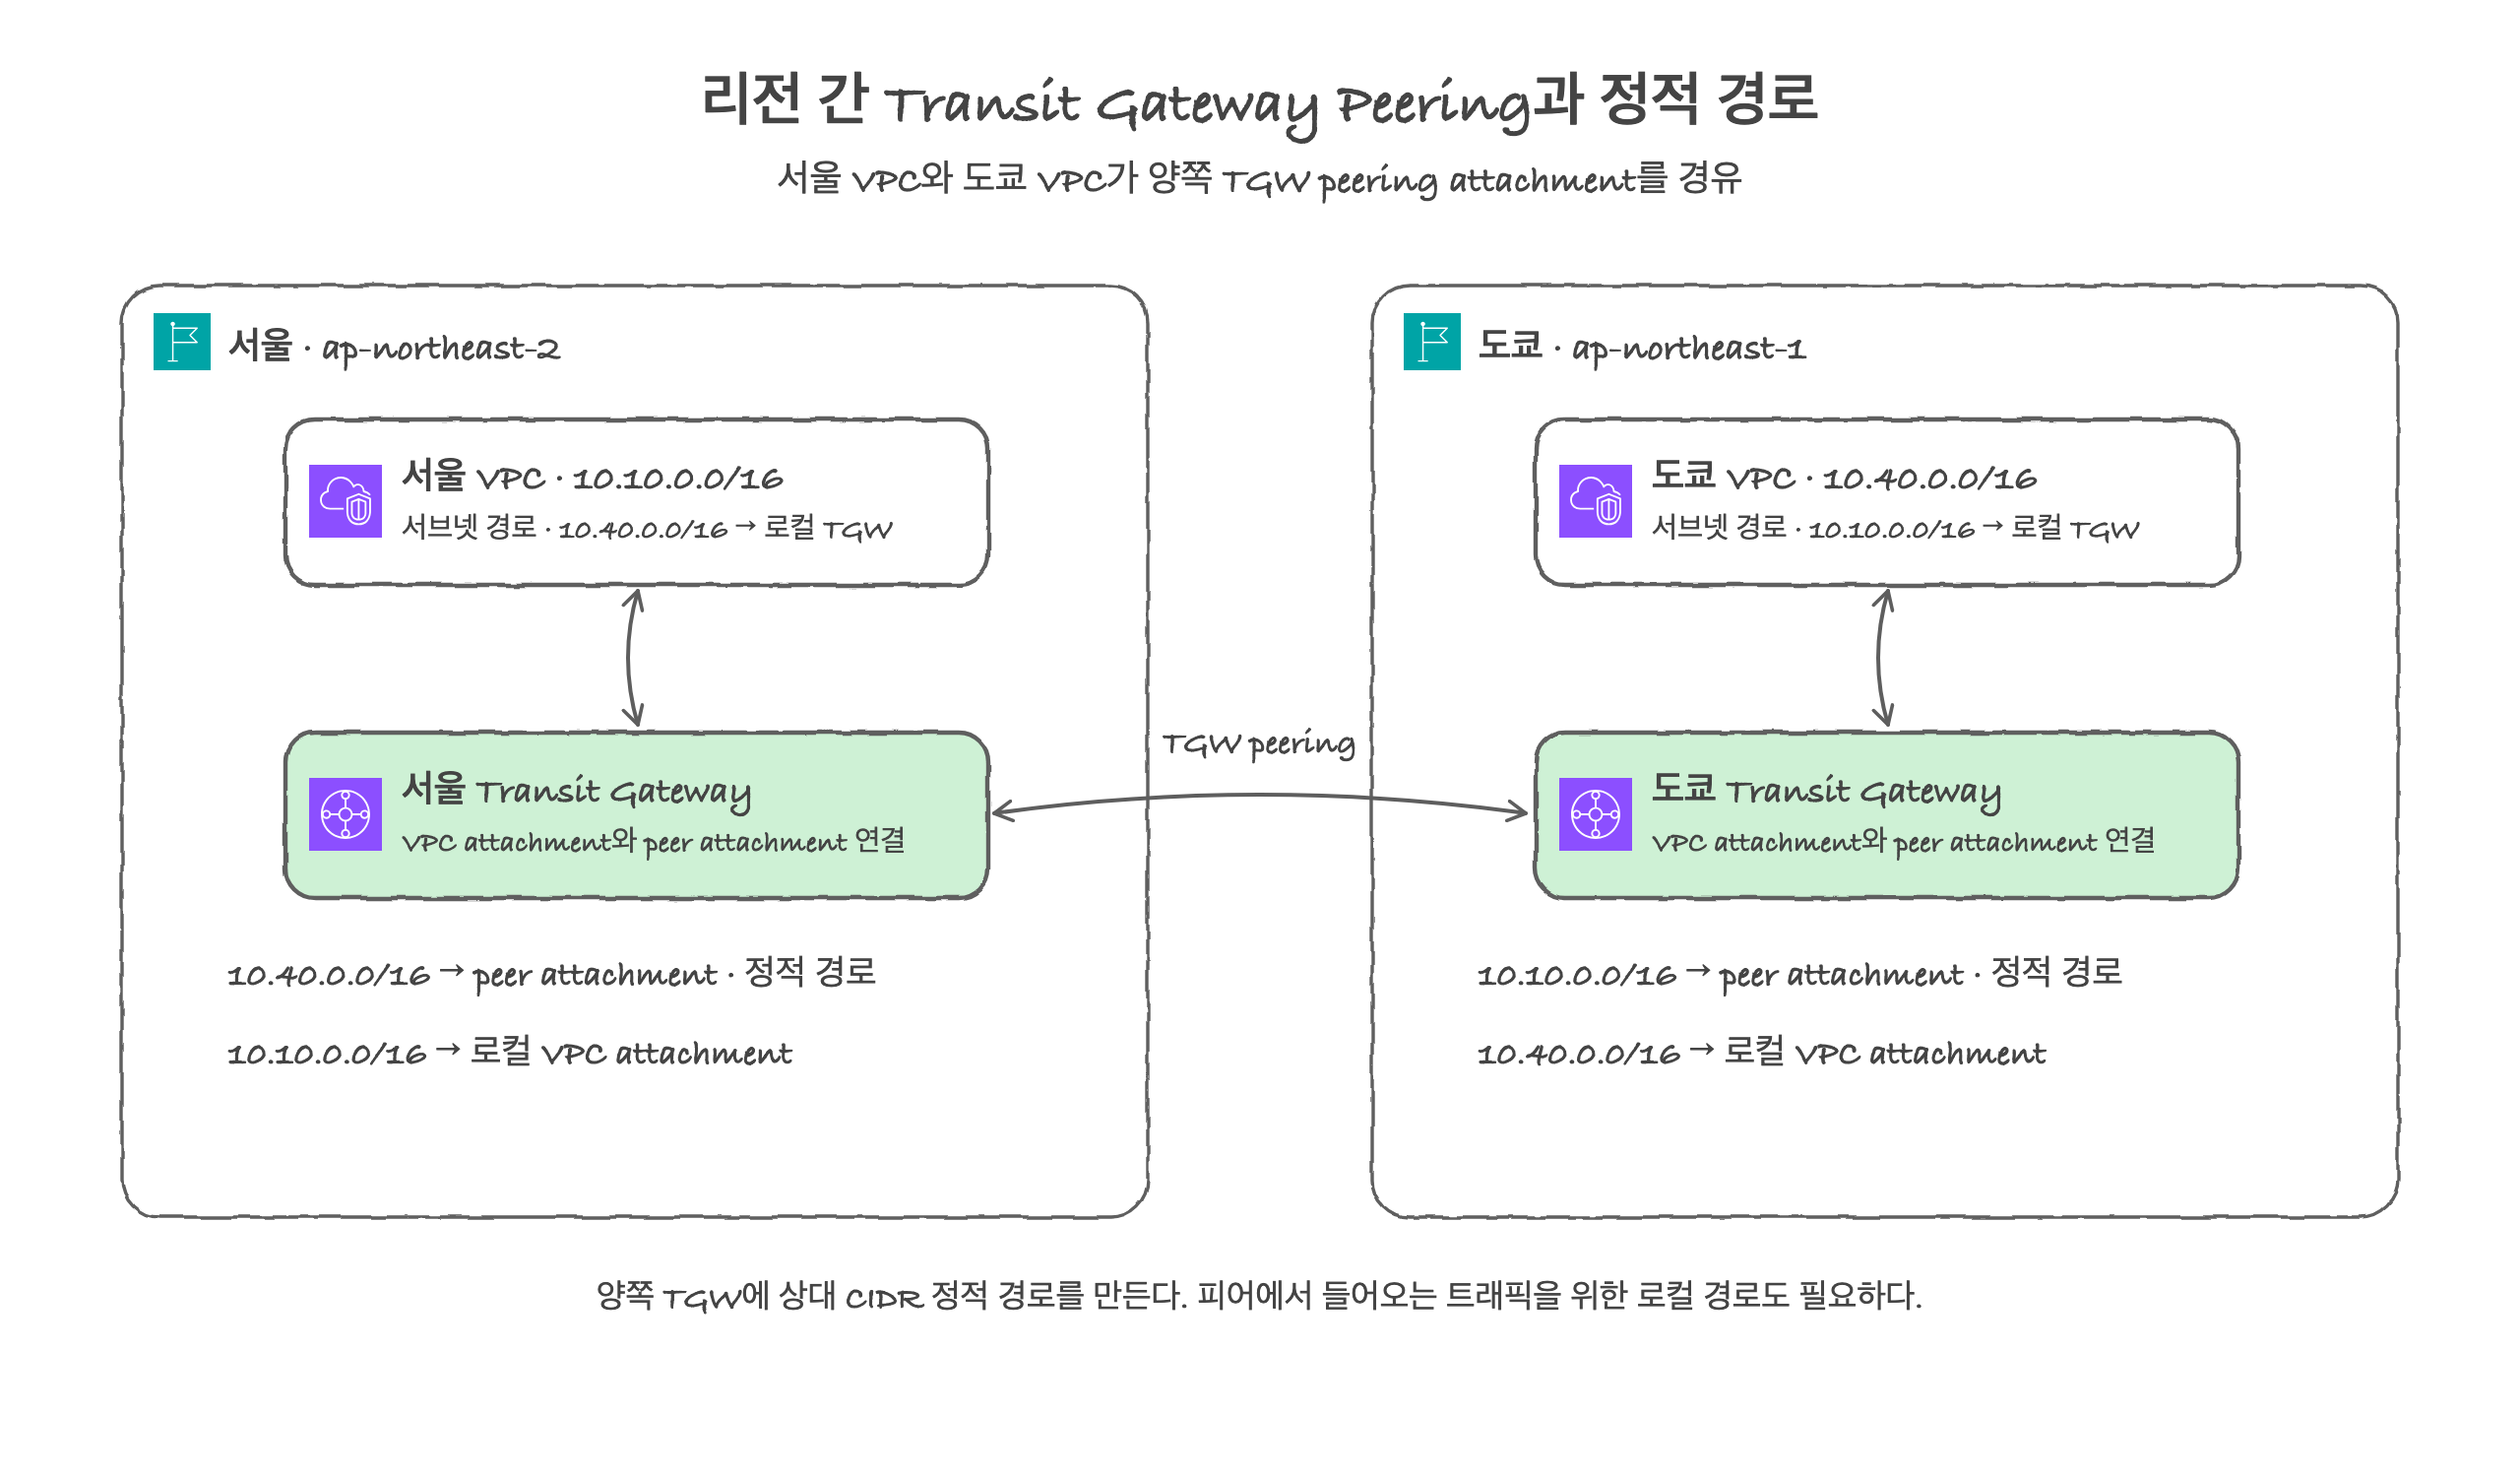 리전 간 Transit Gateway Peering과 정적 경로
서울 VPC와 도쿄 VPC가 양쪽 TGW peering attachment를 경유
서울 · ap-northeast-2
서울 VPC · 10.10.0.0/16
서브넷 경로 · 10.40.0.0/16 → 로컬 TGW
서울 Transit Gateway
VPC attachment와 peer attachment 연결
10.40.0.0/16 → peer attachment · 정적 경로
10.10.0.0/16 → 로컬 VPC attachment
TGW peering
도쿄 · ap-northeast-1
도쿄 VPC · 10.40.0.0/16
서브넷 경로 · 10.10.0.0/16 → 로컬 TGW
도쿄 Transit Gateway
VPC attachment와 peer attachment 연결
10.10.0.0/16 → peer attachment · 정적 경로
10.40.0.0/16 → 로컬 VPC attachment
양쪽 TGW에 상대 CIDR 정적 경로를 만든다. 피어에서 들어오는 트래픽을 위한 로컬 경로도 필요하다.